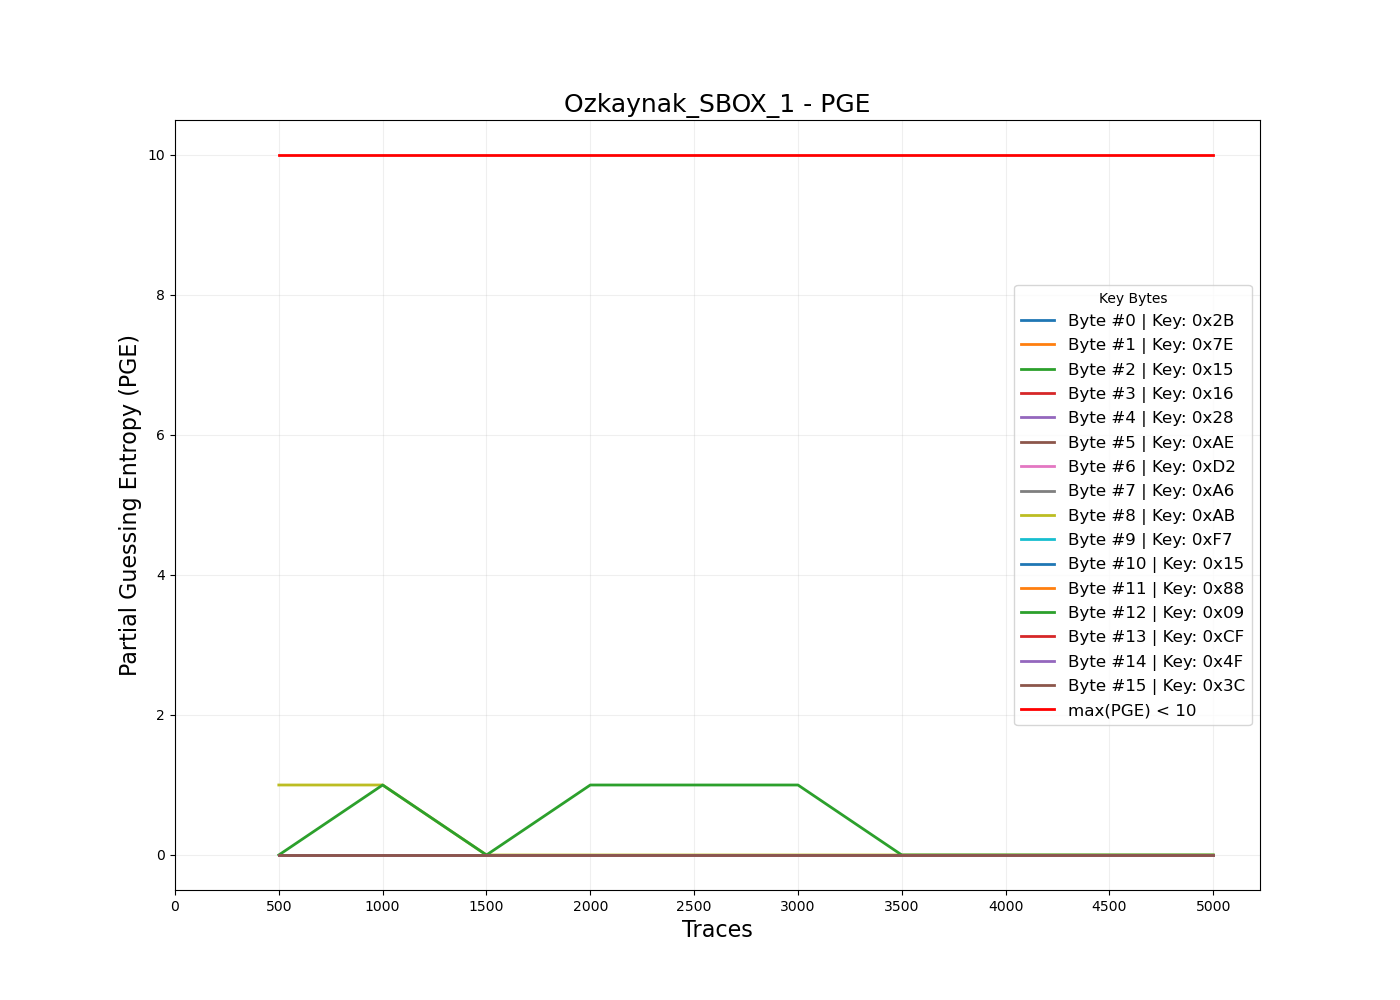 Ozkaynak_SBOX_1 - PGE
Partial Guessing Entropy (PGE)
10
8
6
4
2
0
Key Bytes
Byte #0 | Key: 0x2B
Byte #1 | Key: 0x7E
Byte #2 | Key: 0x15
Byte #3 | Key: 0x16
Byte #4 | Key: 0x28
Byte #5 | Key: 0xAE
Byte #6 | Key: 0xD2
Byte #7 | Key: 0xA6
Byte #8 | Key: 0xAB
Byte #9 | Key: 0xF7
Byte #10 | Key: 0x15
Byte #11 | Key: 0x88
Byte #12 | Key: 0x09
Byte #13 | Key: 0xCF
Byte #14 | Key: 0x4F
Byte #15 | Key: 0x3C
max(PGE) < 10
0 500 1000 1500 2000 2500 3000 3500 4000 4500 5000
Traces